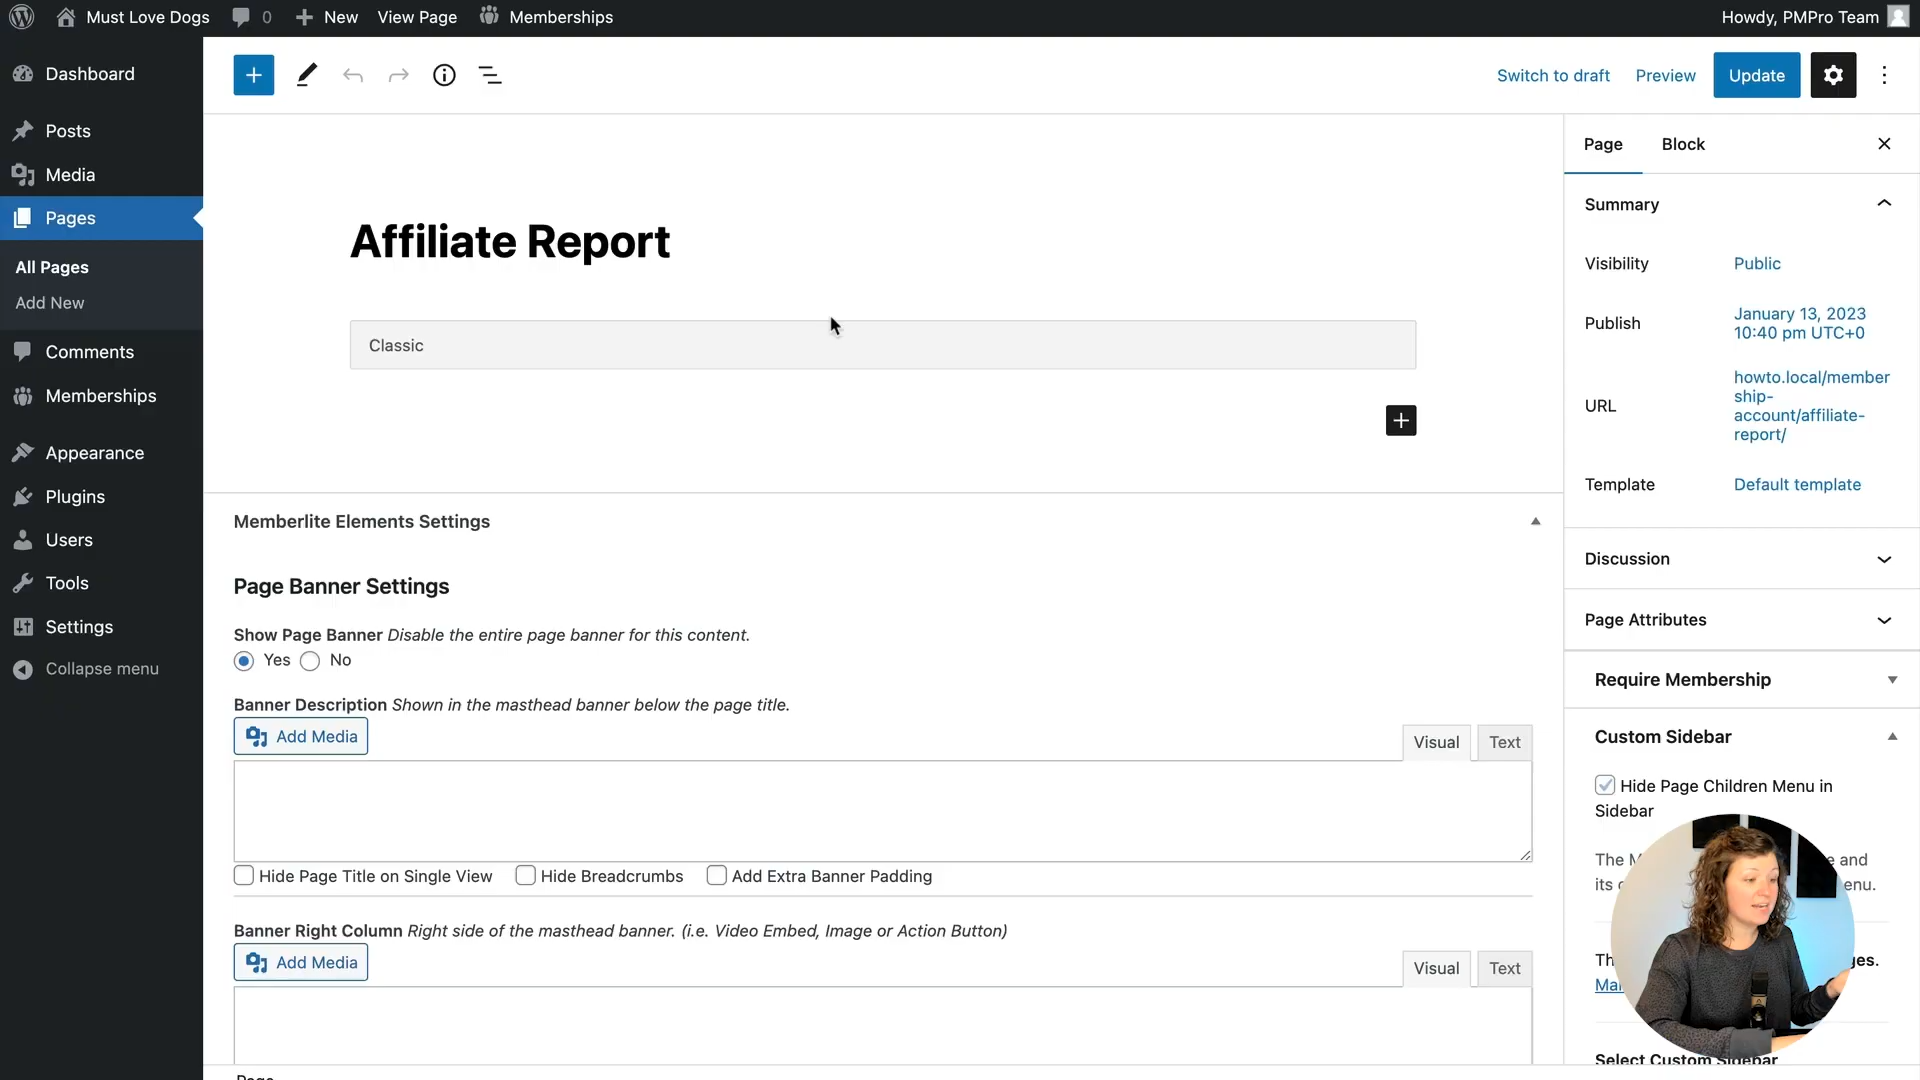 Must Love Dogs
0
New
View Page
Memberships
Howdy, PMPro Team
Dashboard
Posts
Media
Pages
All Pages
Add New
Comments
Memberships
Appearance
Plugins
Users
Tools
Settings
Collapse menu
Switch to draft
Preview
Update
Affiliate Report
Classic
Memberlite Elements Settings
Page Banner Settings
Show Page Banner Disable the entire page banner for this content.
Yes
No
Banner Description Shown in the masthead banner below the page title.
Add Media
Visual
Text
Hide Page Title on Single View
Hide Breadcrumbs
Add Extra Banner Padding
Banner Right Column Right side of the masthead banner. (i.e. Video Embed, Image or Action Button)
Add Media
Visual
Text
Page
Block
Summary
Visibility
Public
Publish
January 13, 2023
10:40 pm UTC+0
URL
howto.local/member
ship-
account/affiliate-
report/
Template
Default template
Discussion
Page Attributes
Require Membership
Custom Sidebar
Hide Page Children Menu in
Sidebar
The
and
its
Select Custom Sidebar